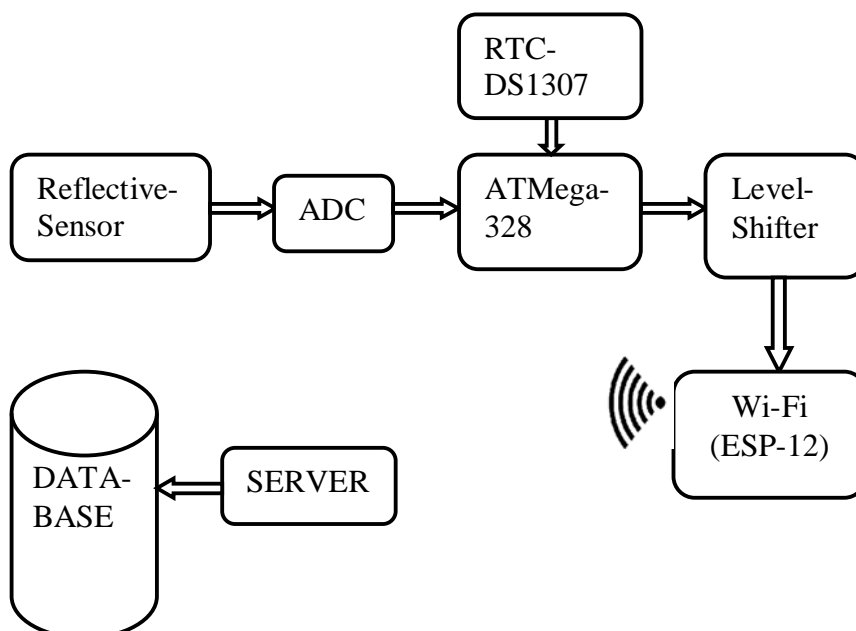 RTC-
DS1307
Reflective-
Sensor
ADC
ATMega-
328
Level-
Shifter
Wi-Fi
(ESP-12)
DATA-
BASE
SERVER